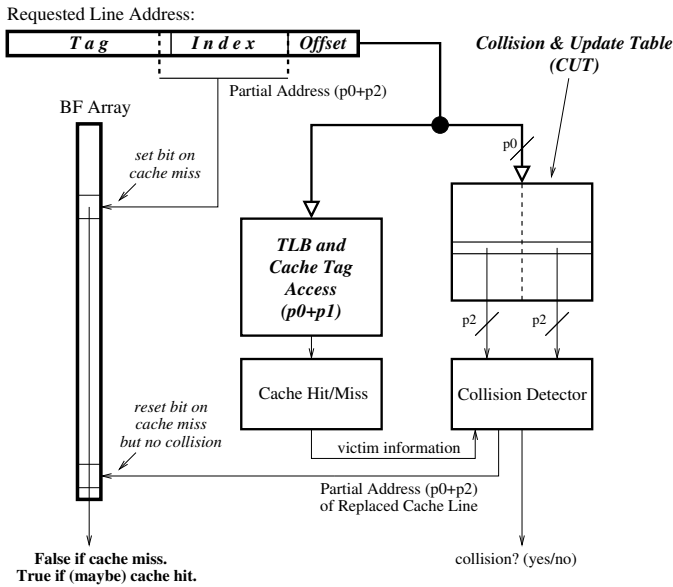 Requested Line Address:
Tag Index Offset
Collision & Update Table
(CUT)
Partial Address (p0+p2)
BF Array
set bit on
cache miss
p0
TLB and
Cache Tag
Access
(p0+p1)
p2 p2
Cache Hit/Miss
Collision Detector
reset bit on
cache miss
but no collision
victim information
Partial Address (p0+p2)
of Replaced Cache Line
False if cache miss.
True if (maybe) cache hit.
collision? (yes/no)